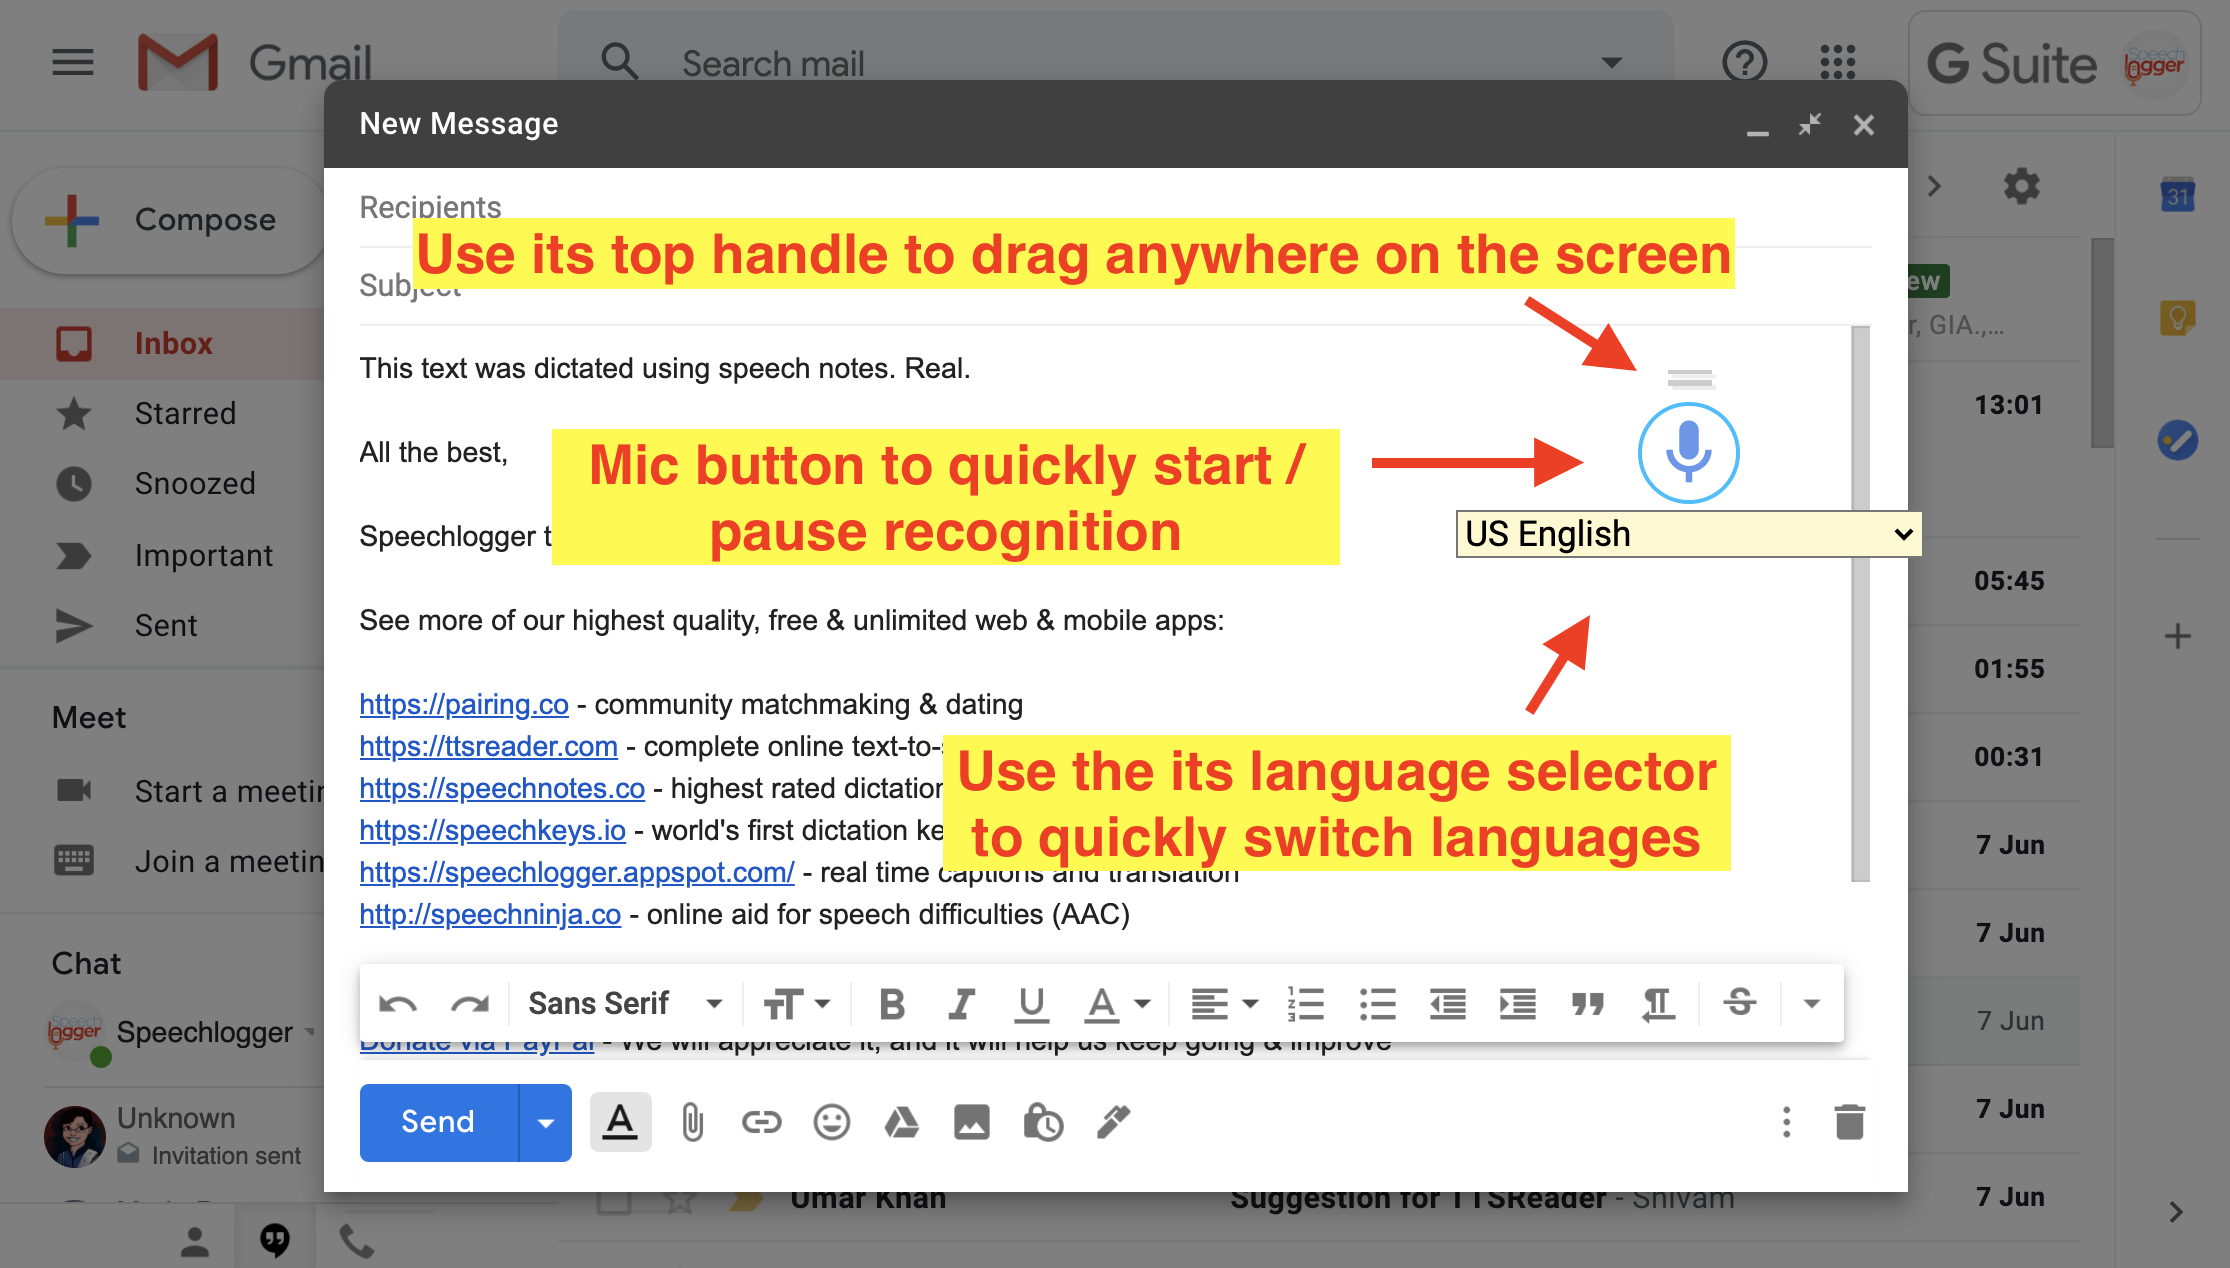 Gmail
Search mail
G Suite
Speech
logger
New Message
Compose
Recipients
31
Use its top handle to drag anywhere on the screen
Subject
ew
r, GIA.,...
Inbox
This text was dictated using speech notes. Real.
Starred
13:01
All the best,
Mic button to quickly start /
pause recognition
Snoozed
Speechlogger t
US English
Important
05:45
Sent
See more of our highest quality, free & unlimited web & mobile apps:
01:55
Meet
https://pairing.co - community matchmaking & dating
https://ttsreader.com - complete online text-to-
00:31
Use the its language selector
to quickly switch languages
Start a meetin
https://speechnotes.co - highest rated dictation
https://speechkeys.io - world's first dictation ke
7 Jun
Join a meetin
https://speechlogger.appspot.com/ - real time captions and translation
http://speechninja.co - online aid for speech difficulties (AAC)
7 Jun
Chat
Sans Serif
Speech
logger
Speechlogger
7 Jun
Donate via PayPal - We will appreciate it, and it will help us keep going & improve
Send
Unknown
Invitation sent
7 Jun
Umar Khan
Suggestion for TTSReader - Shivam
7 Jun